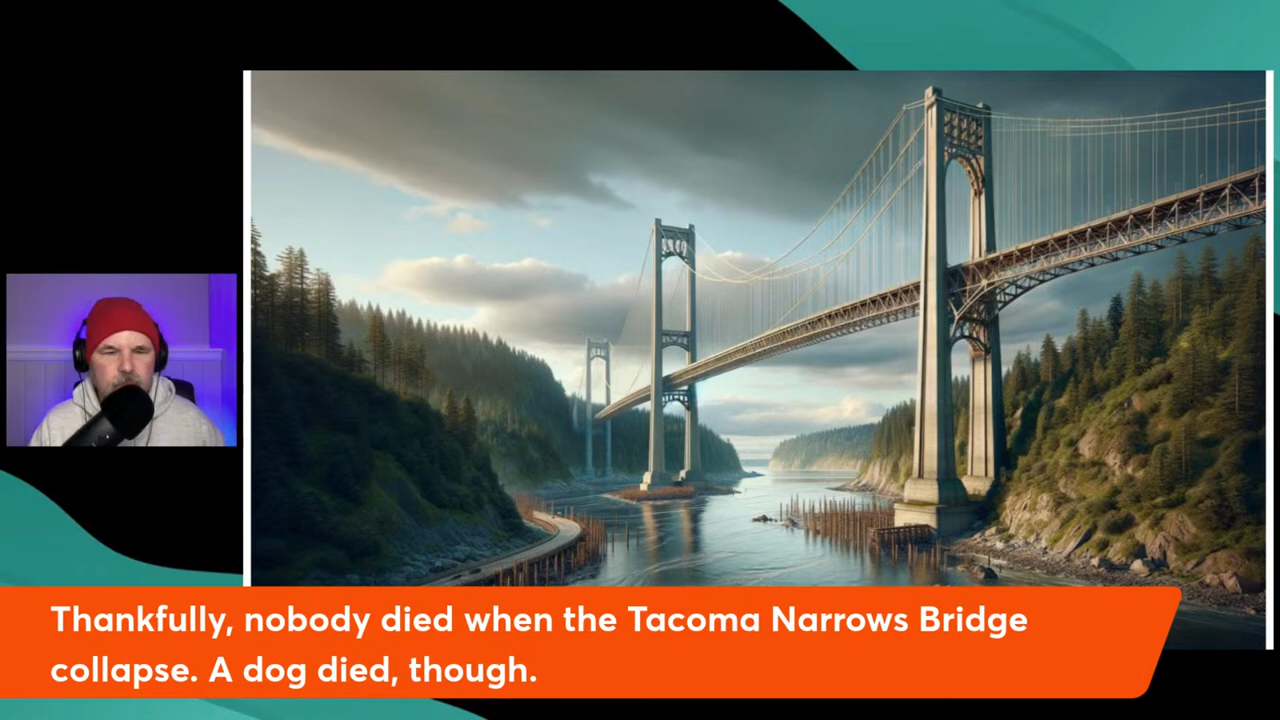 Thankfully, nobody died when the Tacoma Narrows Bridge
collapse. A dog died, though.